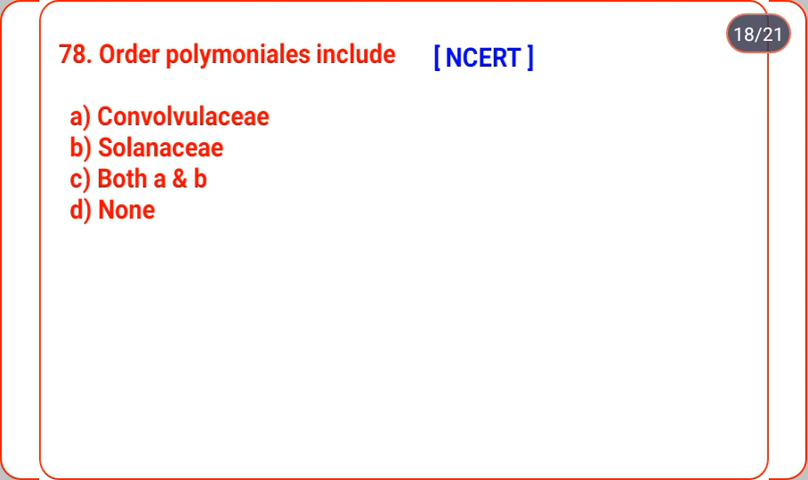 18/21
78. Order polymoniales include [ NCERT ]
a) Convolvulaceae
b) Solanaceae
c) Both a & b
d) None